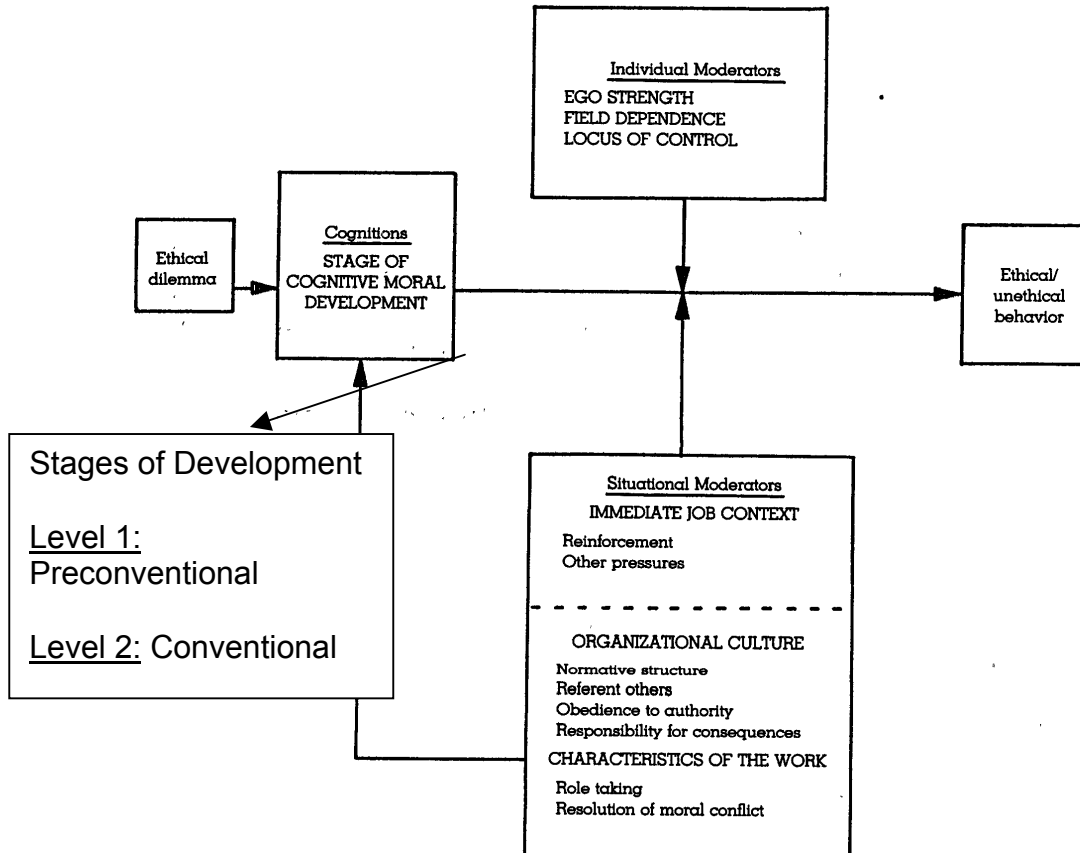 Individual Moderators
EGO STRENGTH
FIELD DEPENDENCE
LOCUS OF CONTROL
Ethical
dilemma
Cognitions
STAGE OF
COGNITIVE MORAL
DEVELOPMENT
Ethical/
unethical
behavior
Stages of Development
Level 1:
Preconventional
Level 2: Conventional
Situational Moderators
IMMEDIATE JOB CONTEXT
Reinforcement
Other pressures
ORGANIZATIONAL CULTURE
Normative structure
Referent others
Obedience to authority
Responsibility for consequences
CHARACTERISTICS OF THE WORK
Role taking
Resolution of moral conflict